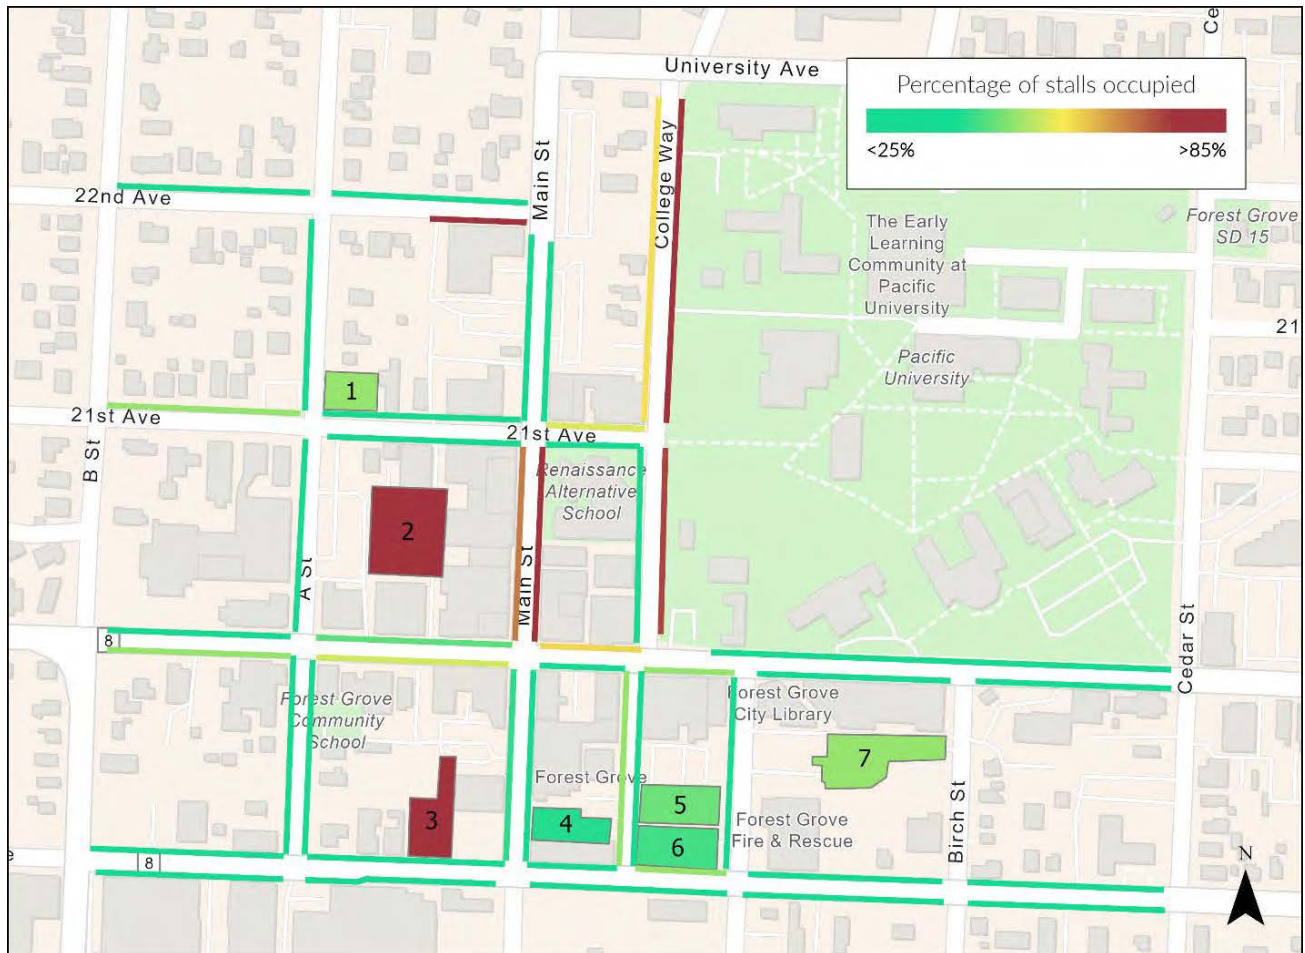 Ce
University Ave
Percentage of stalls occupied
<25%
>85%
Main St
College Way
22nd Ave
The Early
Learning
Community at
Pacific
University
Forest Grove
SD 15
21
Pacific
University
1
21st Ave
21st Ave
B St
Renaissance
Alternative
School
2
A St
Main St
8
Cedar St
Forest Grove
Community
School
Forest Grove
City Library
7
Forest Grove
3
4
5
6
Forest Grove
Fire & Rescue
Birch St
e
8
N